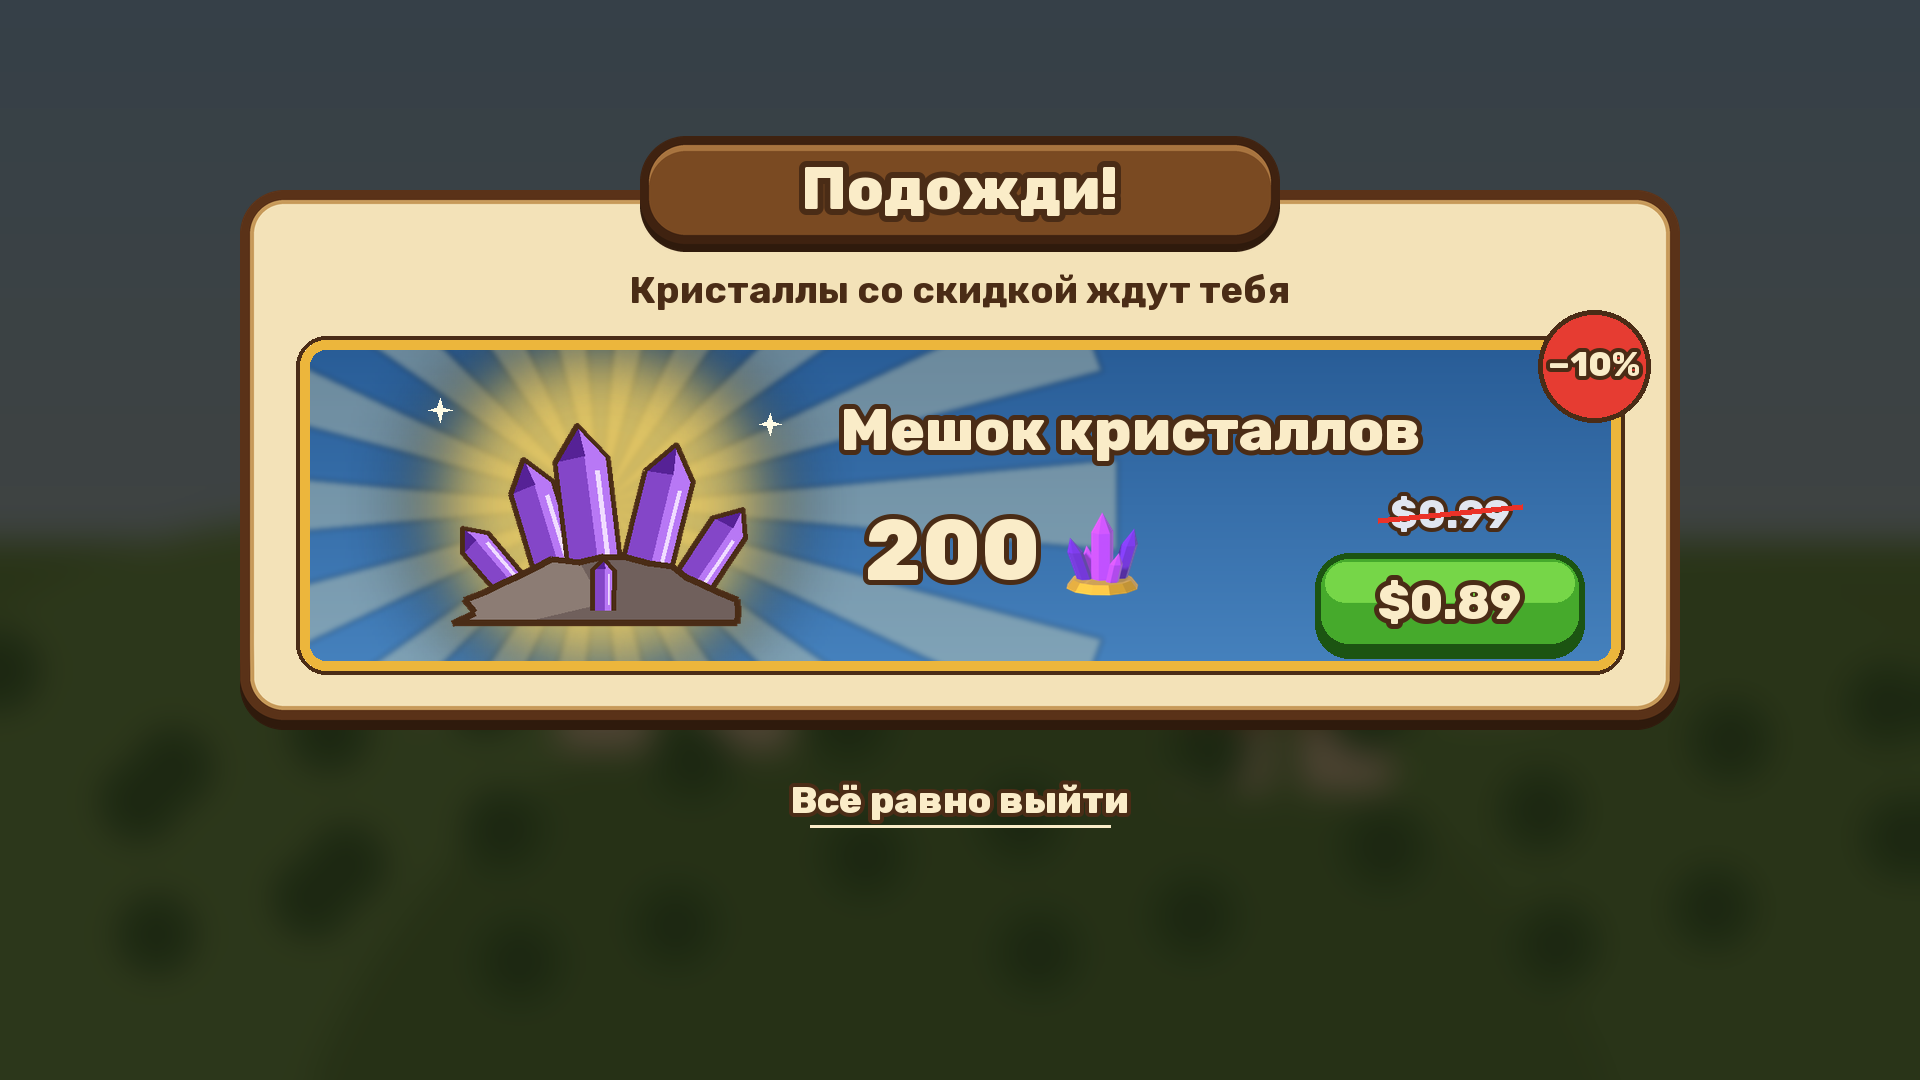 Подожди!
Кристаллы со скидкой ждут тебя
–10%
Мешок кристаллов
200
$0.99
$0.89
Всё равно выйти